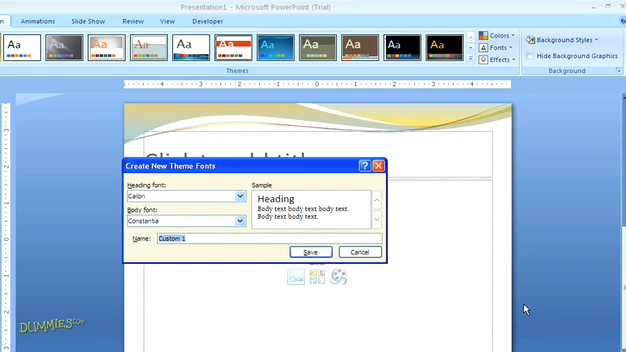 Presentation1 - Microsoft PowerPoint (Trial)
Animations Slide Show Review View Developer
Aa Aa Aa Aa Aa Aa Aa Aa Aa Aa Aa
Colors
Fonts
Effects
Background Styles
Hide Background Graphics
Themes
Background
Create New Theme Fonts
Heading font:
Calibri
Body font:
Constantia
Sample
Heading
Body text body text body text.
Body text body text.
Name: Custom 1
Save Cancel
DUMMIES.COM